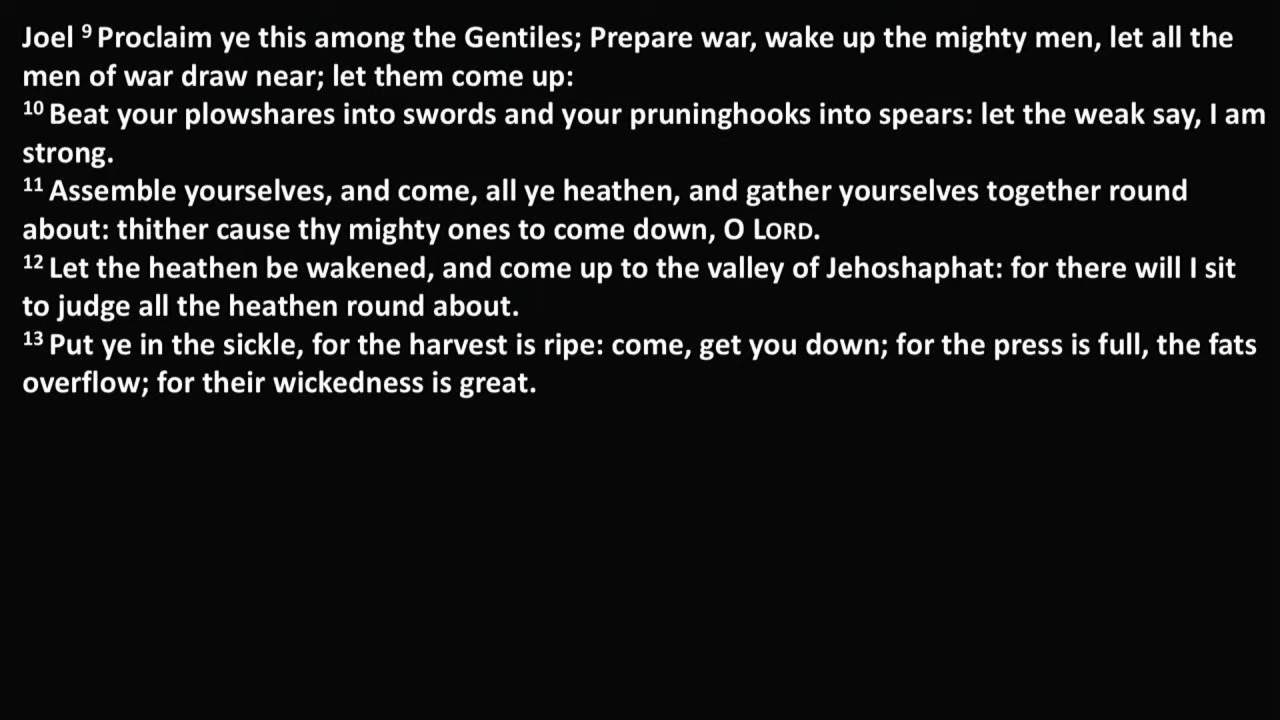 Joel ⁹ Proclaim ye this among the Gentiles; Prepare war, wake up the mighty men, let all the
men of war draw near; let them come up:
¹⁰ Beat your plowshares into swords and your pruninghooks into spears: let the weak say, I am
strong.
¹¹ Assemble yourselves, and come, all ye heathen, and gather yourselves together round
about: thither cause thy mighty ones to come down, O LORD.
¹² Let the heathen be wakened, and come up to the valley of Jehoshaphat: for there will I sit
to judge all the heathen round about.
¹³ Put ye in the sickle, for the harvest is ripe: come, get you down; for the press is full, the fats
overflow; for their wickedness is great.